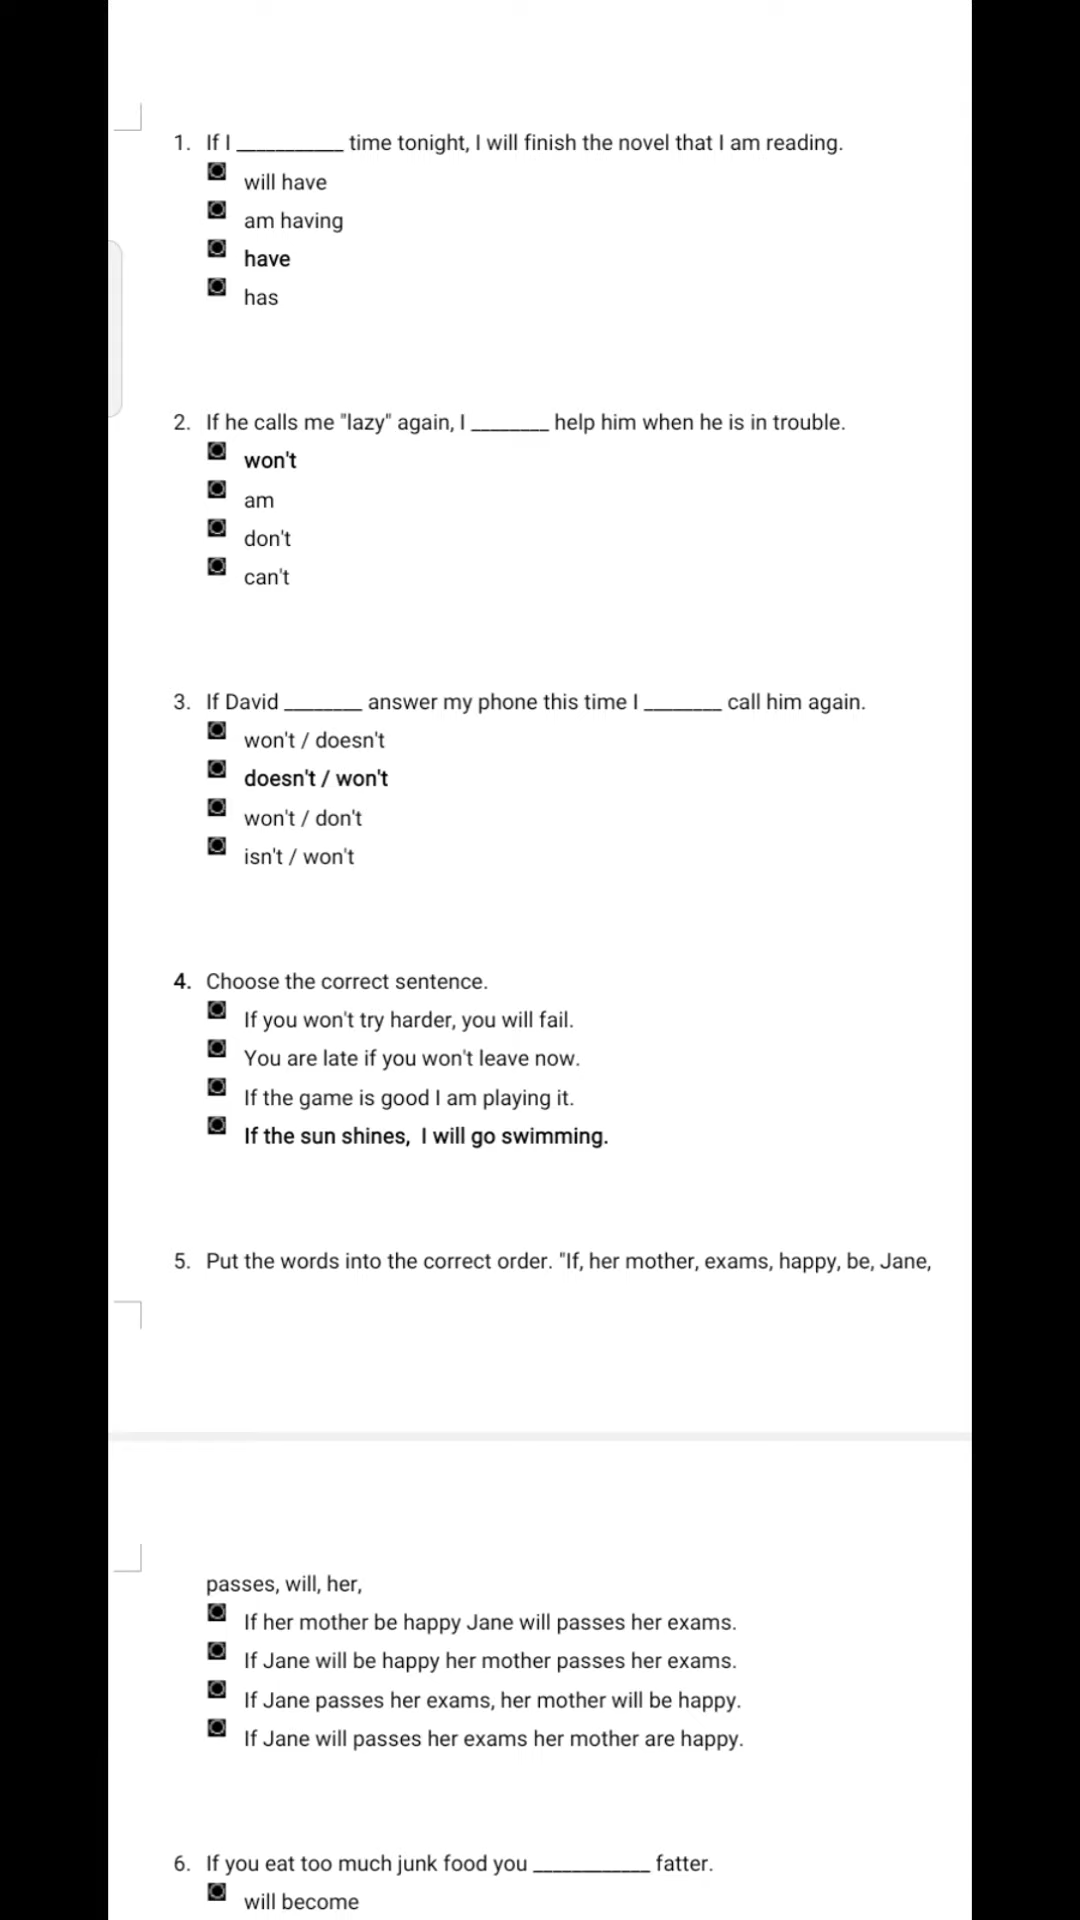 1. If I __________ time tonight, I will finish the novel that I am reading.
will have
am having
have
has
2. If he calls me "lazy" again, I _______ help him when he is in trouble.
won't
am
don't
can't
3. If David _______ answer my phone this time I _______ call him again.
won't / doesn't
doesn't / won't
won't / don't
isn't / won't
4. Choose the correct sentence.
If you won't try harder, you will fail.
You are late if you won't leave now.
If the game is good I am playing it.
If the sun shines, I will go swimming.
5. Put the words into the correct order. "If, her mother, exams, happy, be, Jane,
passes, will, her,
If her mother be happy Jane will passes her exams.
If Jane will be happy her mother passes her exams.
If Jane passes her exams, her mother will be happy.
If Jane will passes her exams her mother are happy.
6. If you eat too much junk food you ___________ fatter.
will become